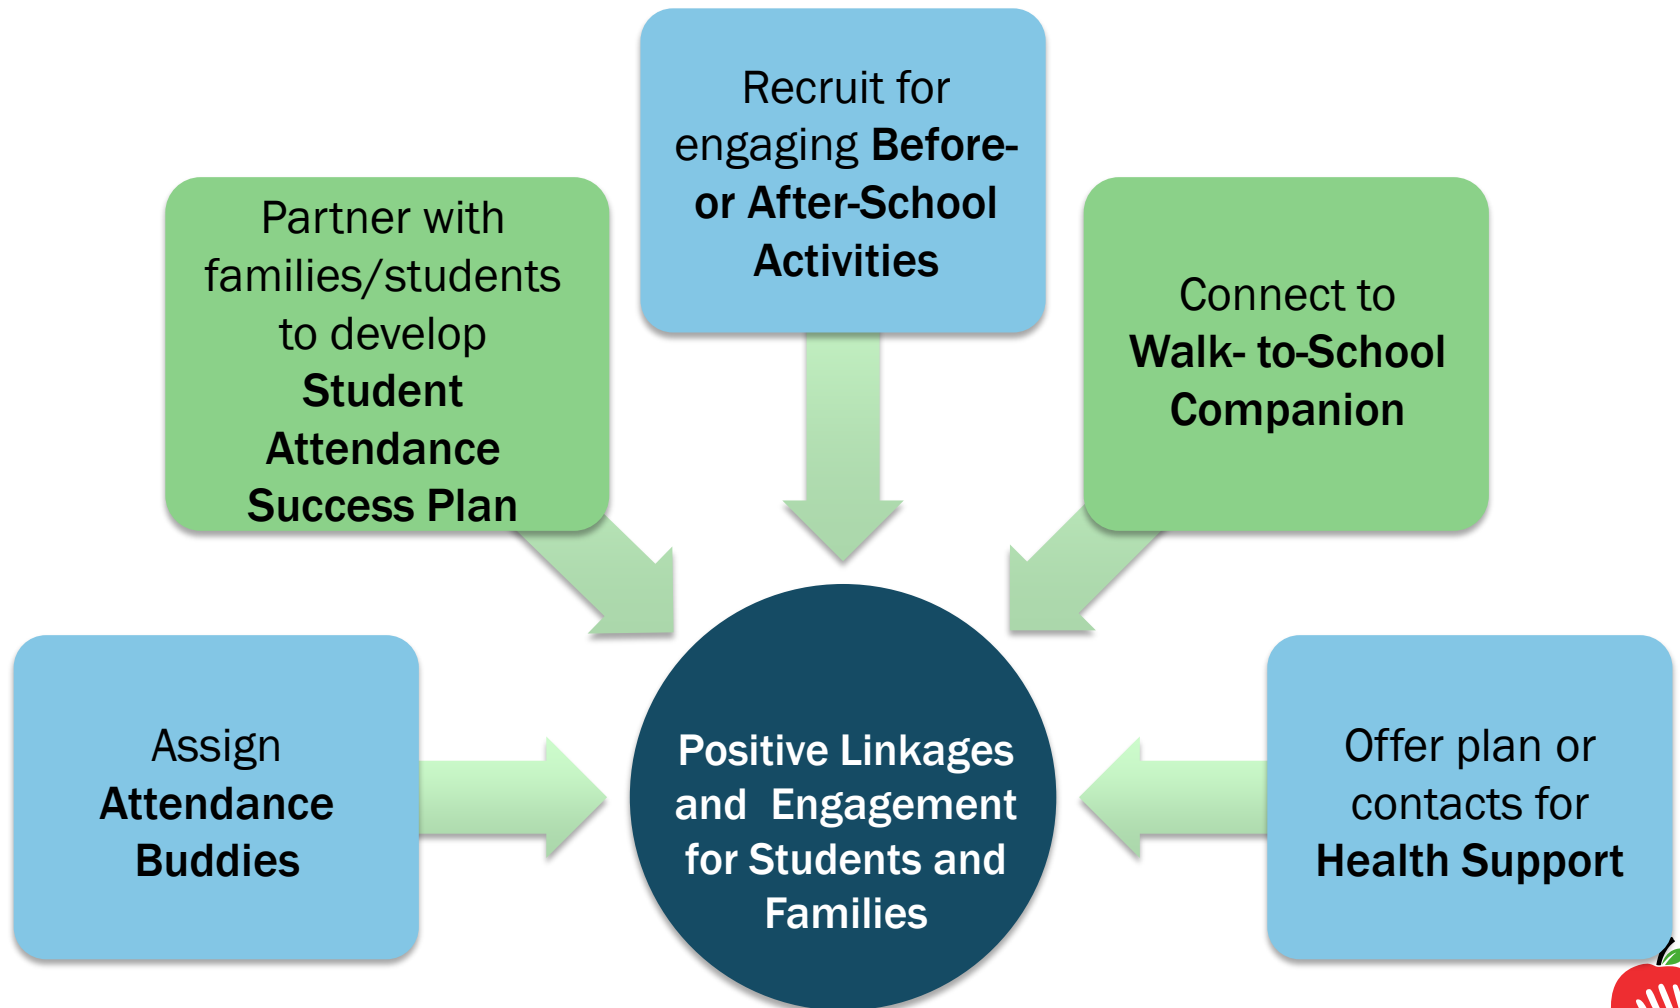 Recruit for
engaging Before-
or After-School
Activities
Partner with
families/students
to develop
Student
Attendance
Success Plan
Connect to
Walk- to-School
Companion
Assign
Attendance
Buddies
Positive Linkages
and  Engagement
for Students and
Families
Offer plan or
contacts for
Health Support